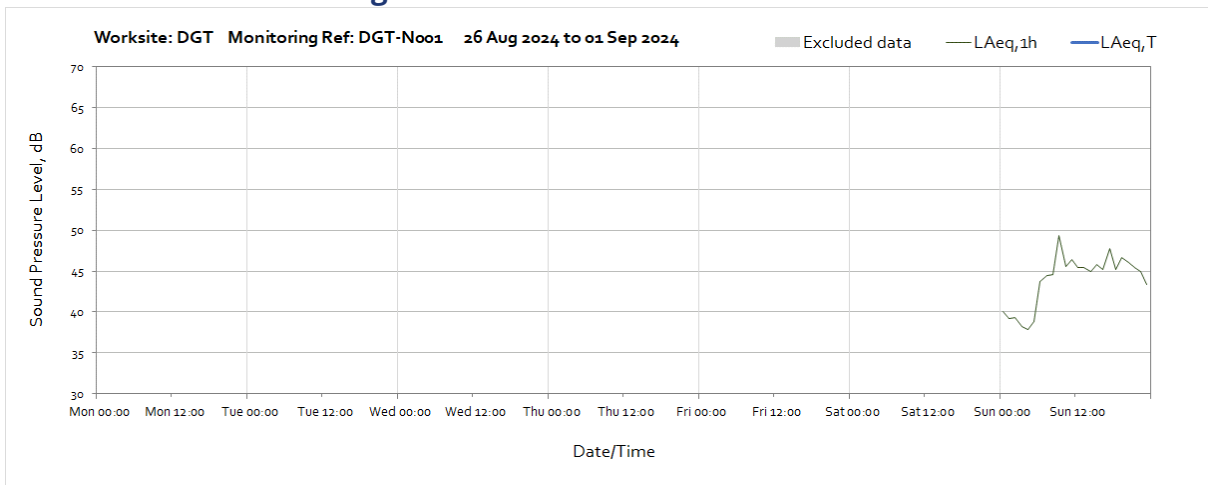 Worksite: DGT Monitoring Ref: DGT-N001 26 Aug 2024 to 01 Sep 2024
Excluded data LAeq,1h LAeq,T
70
65
60
55
50
45
40
35
30
Sound Pressure Level, dB
Mon 00:00 Mon 12:00 Tue 00:00 Tue 12:00 Wed 00:00 Wed 12:00 Thu 00:00 Thu 12:00 Fri 00:00 Fri 12:00 Sat 00:00 Sat 12:00 Sun 00:00 Sun 12:00
Date/Time